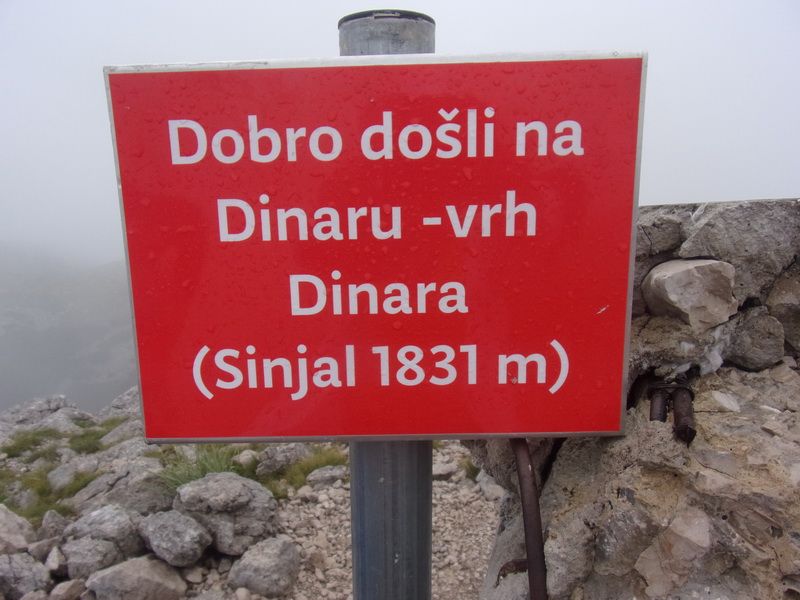 Dobro došli na
Dinaru -vrh
Dinara
(Sinjal 1831 m)